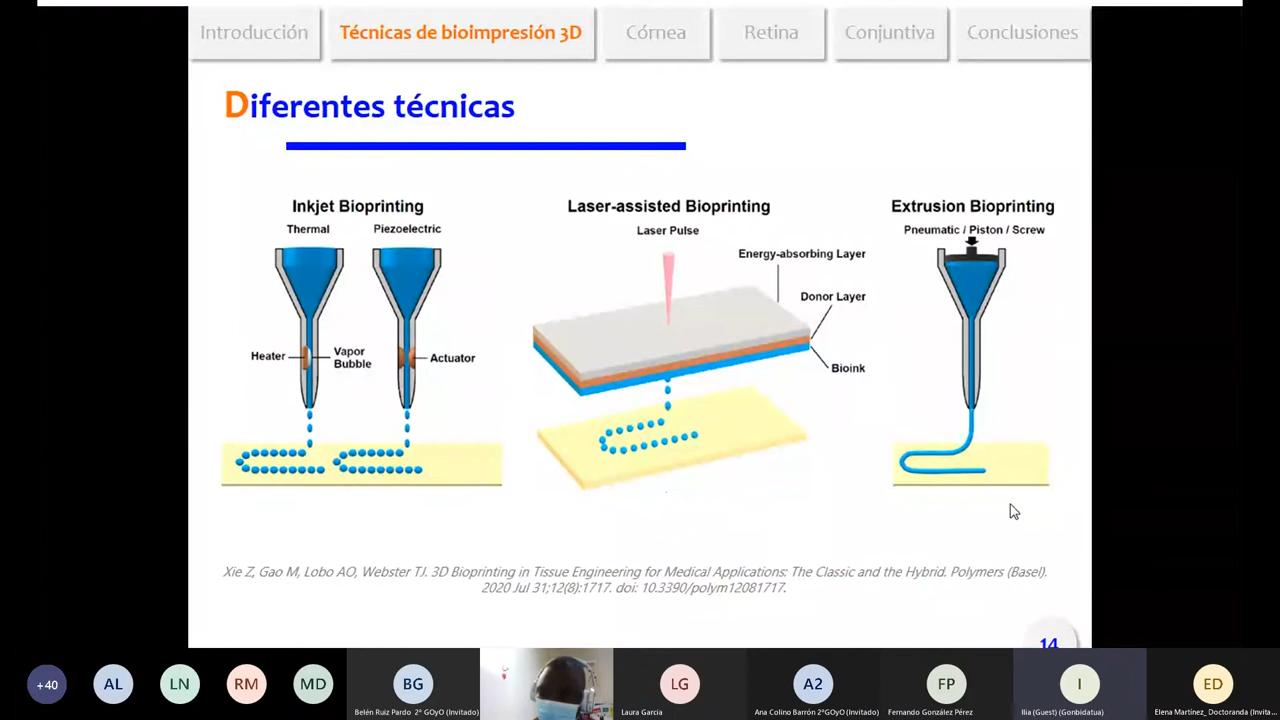 Introducción
Técnicas de bioimpresión 3D
Córnea
Retina
Conjuntiva
Conclusiones
Diferentes técnicas
Inkjet Bioprinting
Thermal
Piezoelectric
Heater
Vapor
Bubble
Actuator
Laser-assisted Bioprinting
Laser Pulse
Energy-absorbing Layer
Donor Layer
Bioink
Extrusion Bioprinting
Pneumatic / Piston / Screw
Xie Z, Gao M, Lobo AO, Webster TJ. 3D Bioprinting in Tissue Engineering for Medical Applications: The Classic and the Hybrid. Polymers (Basel).
2020 Jul 31;12(8):1717. doi: 10.3390/polym12081717.
14
+40
AL
LN
RM
MD
BG
Belén Ruiz Pardo 2º GOyO (Invitado)
LG
Laura Garcia
A2
Ana Colino Barrón 2ºGOyO (Invitado)
FP
Fernando González Pérez
I
Ilia (Guest) (Gonbidatua)
ED
Elena Martínez_Doctoranda (Invita...